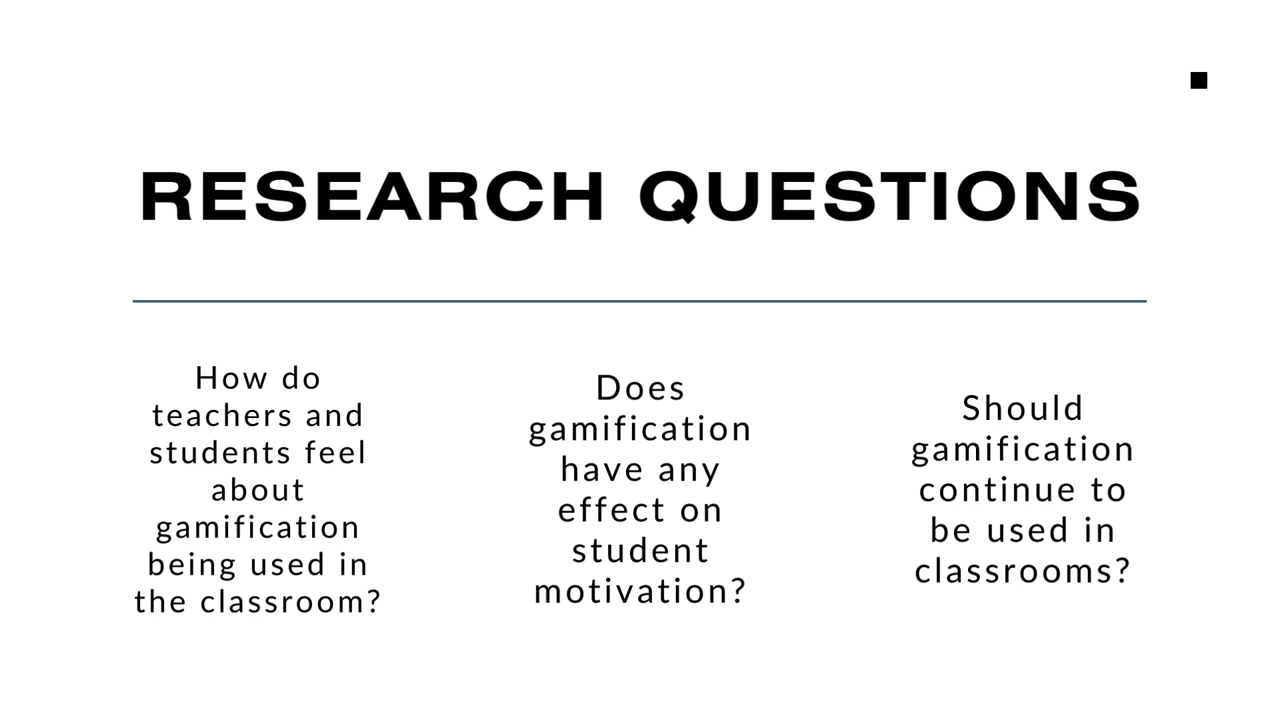 RESEARCH QUESTIONS
How do
teachers and
students feel
about
gamification
being used in
the classroom?
Does
gamification
have any
effect on
student
motivation?
Should
gamification
continue to
be used in
classrooms?